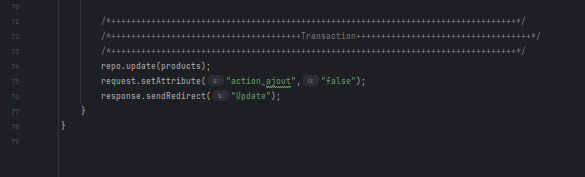 70
71 /*+++++++++++++++++++++++++++++++++++++++++++++++++++++++++++++++++++++++++++++++++*/
72 /*++++++++++++++++++++++++++++++++++++++Transaction+++++++++++++++++++++++++++++++++++*/
73 /*+++++++++++++++++++++++++++++++++++++++++++++++++++++++++++++++++++++++++++++++++*/
74 repo.update(products);
75 request.setAttribute( s: "action_ajout", o: "false");
76 response.sendRedirect( s: "Update");
77 }
78 }
79